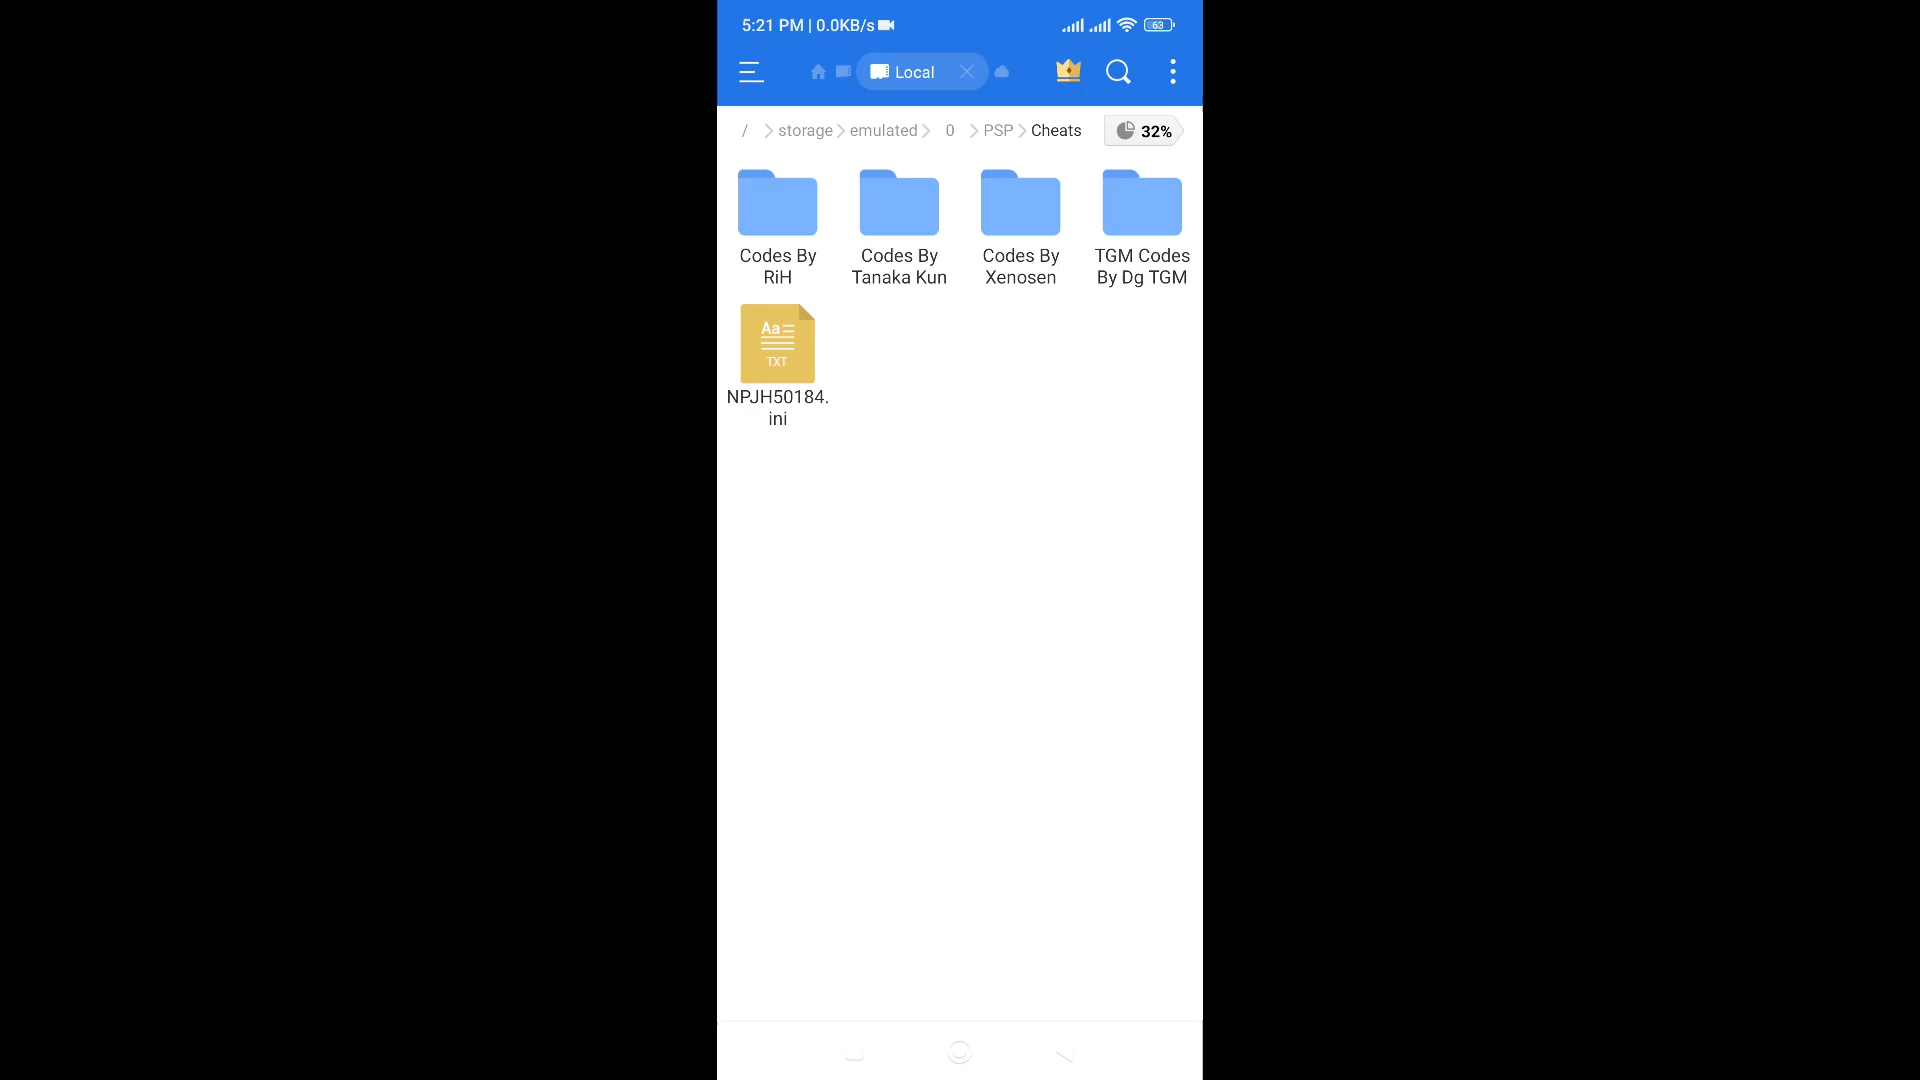 5:21 PM | 0.0KB/s 63
Local
/ storage emulated 0 PSP Cheats 32%
Codes By RiH
Codes By Tanaka Kun
Codes By Xenosen
TGM Codes By Dg TGM
Aa
TXT
NPJH50184.
ini